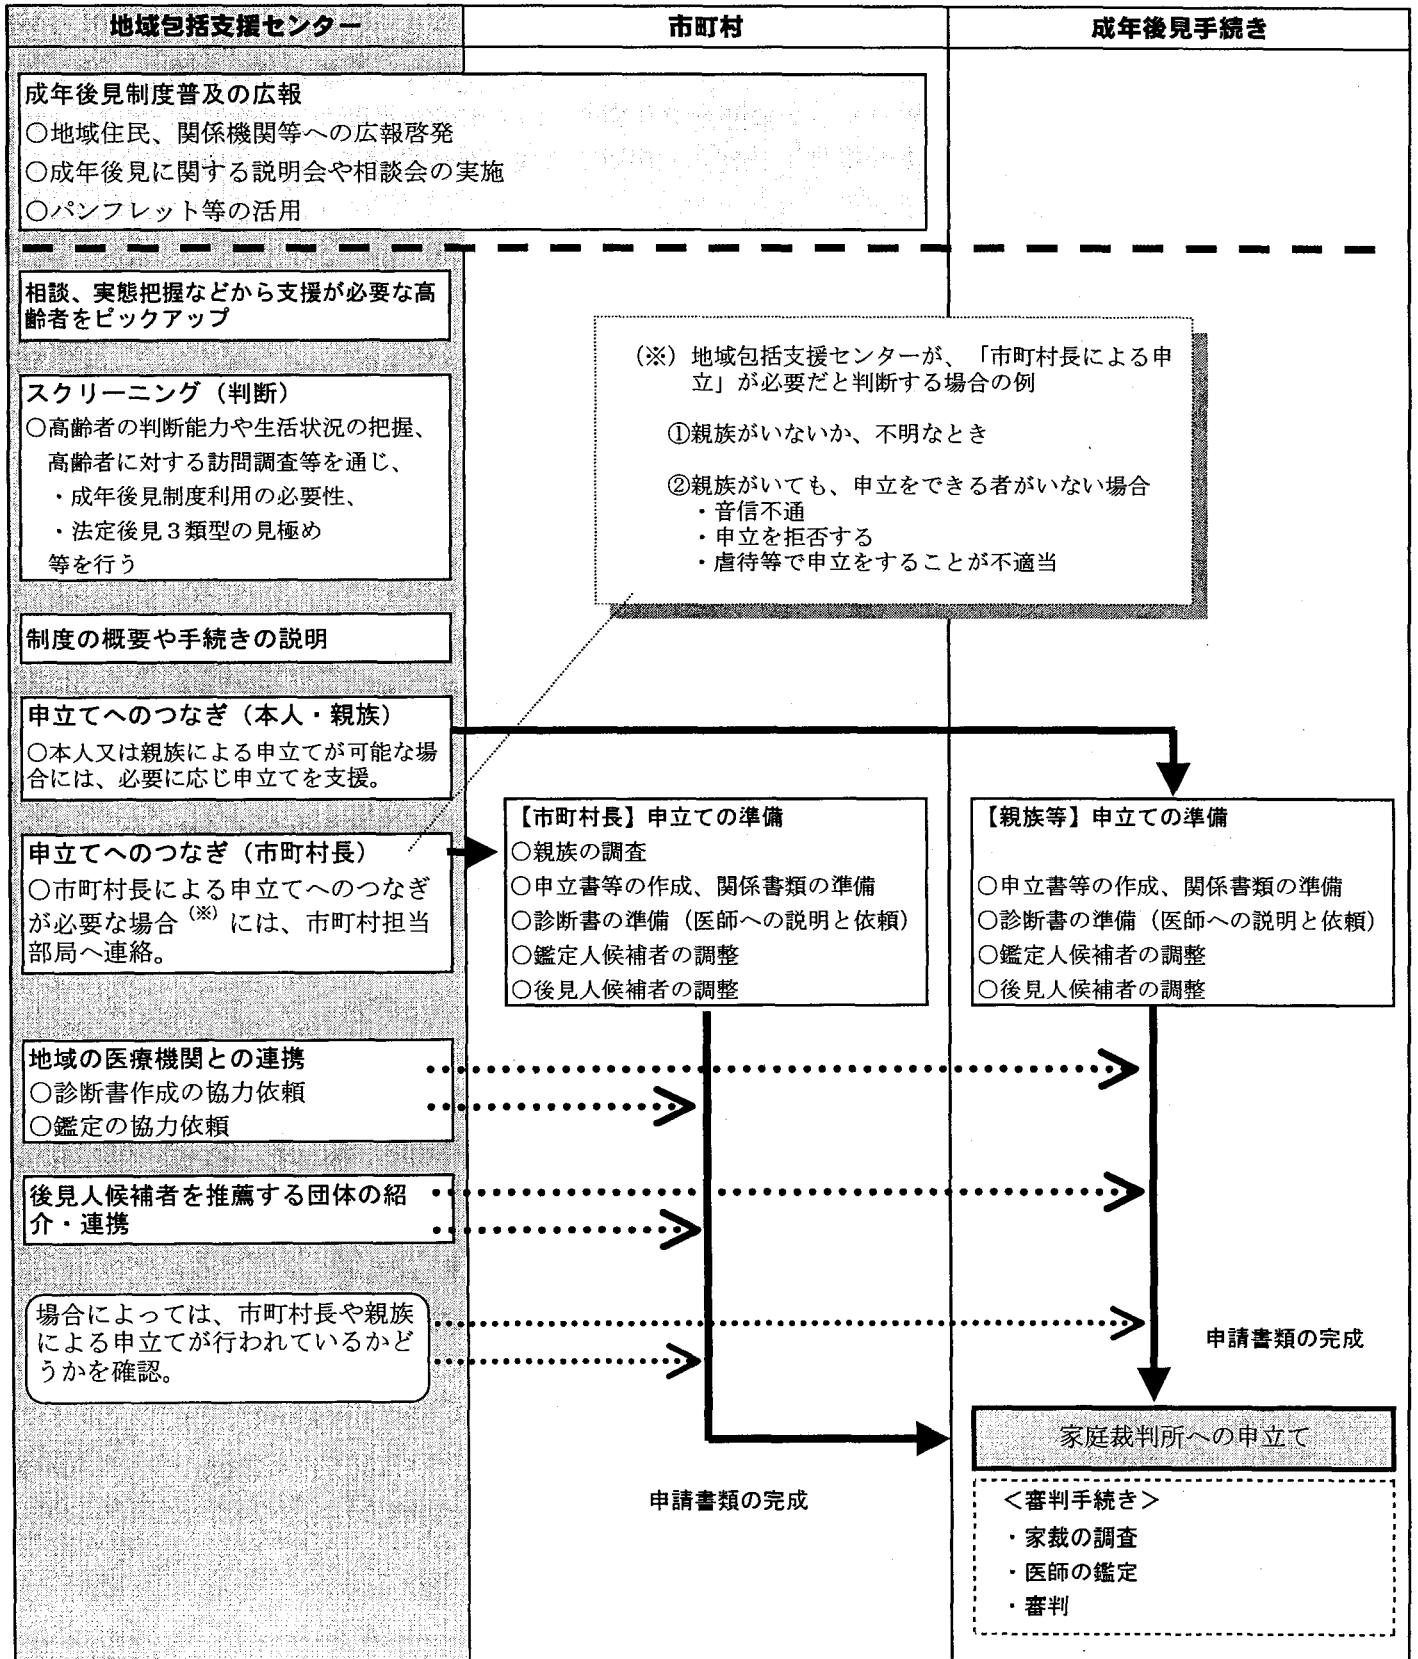 地域包括支援センター
市町村
成年後見手続き
成年後見制度普及の広報
○地域住民、関係機関等への広報啓発
○成年後見に関する説明会や相談会の実施
○パンフレット等の活用
相談、実態把握などから支援が必要な高
齢者をピックアップ
スクリーニング（判断）
○高齢者の判断能力や生活状況の把握、
高齢者に対する訪問調査等を通じ、
・成年後見制度利用の必要性、
・法定後見３類型の見極め
等を行う
（※）地域包括支援センターが、「市町村長による申
立」が必要だと判断する場合の例
①親族がいないか、不明なとき
②親族がいても、申立をできる者がいない場合
・音信不通
・申立を拒否する
・虐待等で申立をすることが不適当
制度の概要や手続きの説明
申立てへのつなぎ（本人・親族）
○本人又は親族による申立てが可能な場
合には、必要に応じ申立てを支援。
申立てへのつなぎ（市町村長）
○市町村長による申立てへのつなぎ
が必要な場合（※）には、市町村担当
部局へ連絡。
【市町村長】申立ての準備
○親族の調査
○申立書等の作成、関係書類の準備
○診断書の準備（医師への説明と依頼）
○鑑定人候補者の調整
○後見人候補者の調整
【親族等】申立ての準備
○申立書等の作成、関係書類の準備
○診断書の準備（医師への説明と依頼）
○鑑定人候補者の調整
○後見人候補者の調整
地域の医療機関との連携
○診断書作成の協力依頼
○鑑定の協力依頼
後見人候補者を推薦する団体の紹
介・連携
場合によっては、市町村長や親族
による申立てが行われているかど
うかを確認。
申請書類の完成
申請書類の完成
家庭裁判所への申立て
＜審判手続き＞
・家裁の調査
・医師の鑑定
・審判